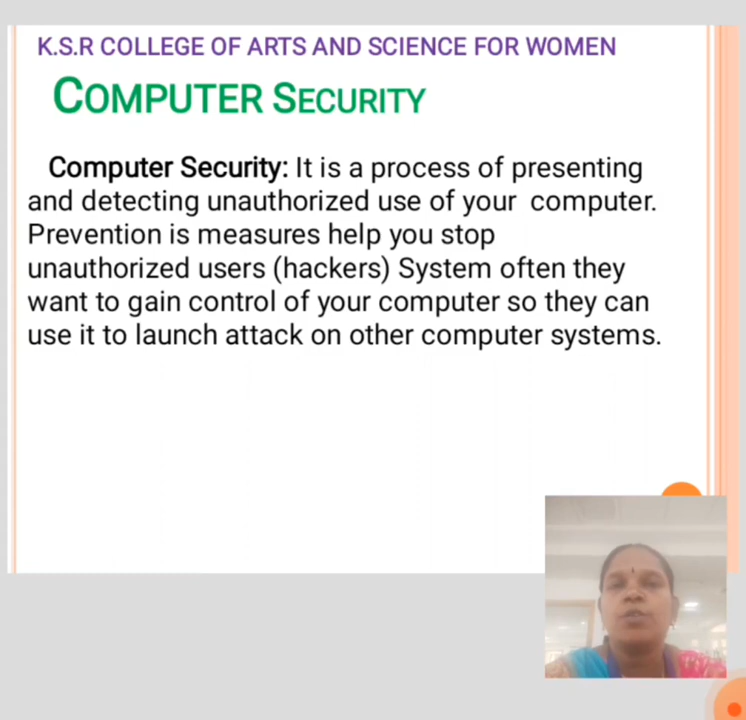 K.S.R COLLEGE OF ARTS AND SCIENCE FOR WOMEN
COMPUTER SECURITY
Computer Security: It is a process of presenting
and detecting unauthorized use of your computer.
Prevention is measures help you stop
unauthorized users (hackers) System often they
want to gain control of your computer so they can
use it to launch attack on other computer systems.